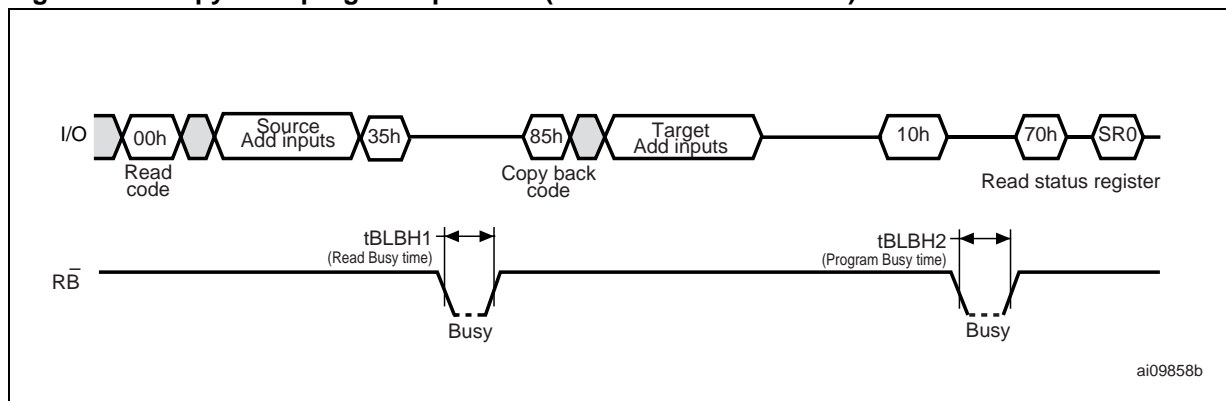 I/O
00h
Source
Add inputs
35h
85h
Target
Add inputs
10h
70h
SR0
Read
code
Copy back
code
Read status register
tBLBH1
(Read Busy time)
tBLBH2
(Program Busy time)
RB
Busy
Busy
ai09858b